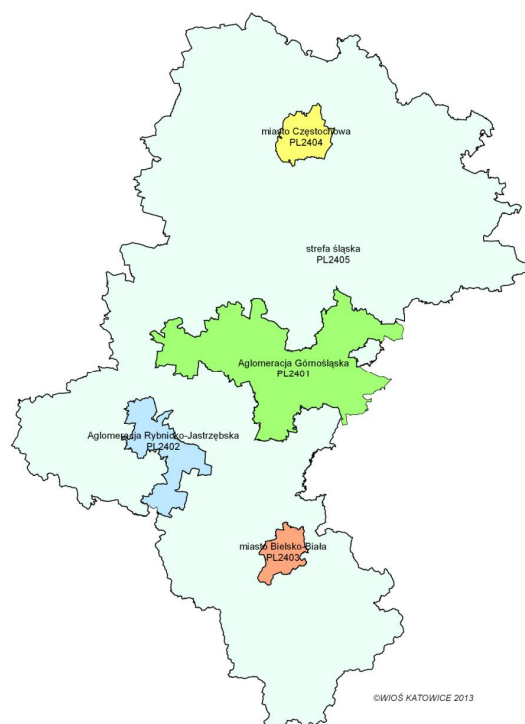 miasto Częstochowa
PL2404
strefa śląska
PL2405
Aglomeracja Górnośląska
PL2401
Aglomeracja Rybnicko-Jastrzębska
PL2402
miasto Bielsko-Biała
PL2403
©WIOŚ KATOWICE 2013